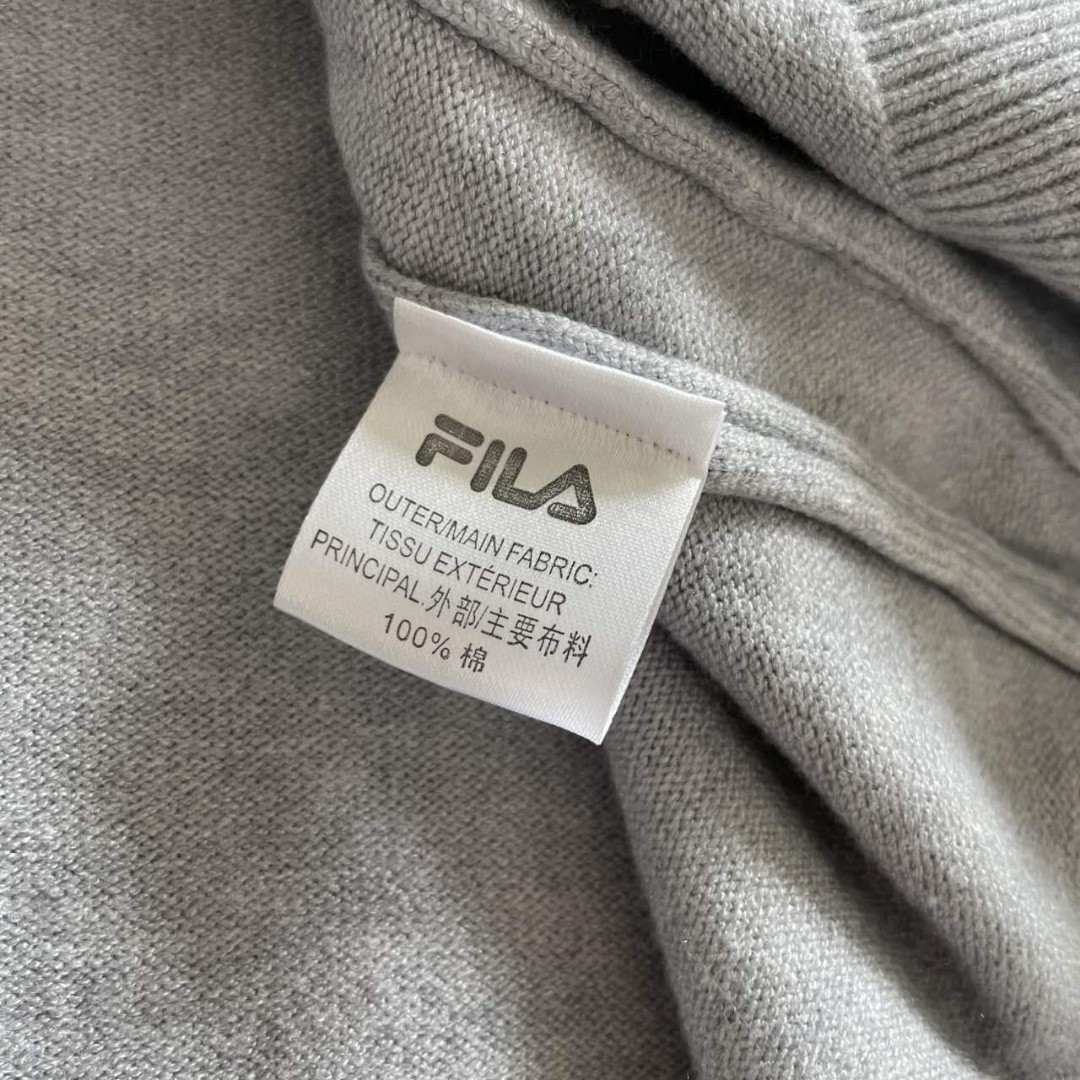 FILA
OUTER/MAIN FABRIC:
TISSU EXTÉRIEUR
PRINCIPAL.外部/主要布料
100% 棉